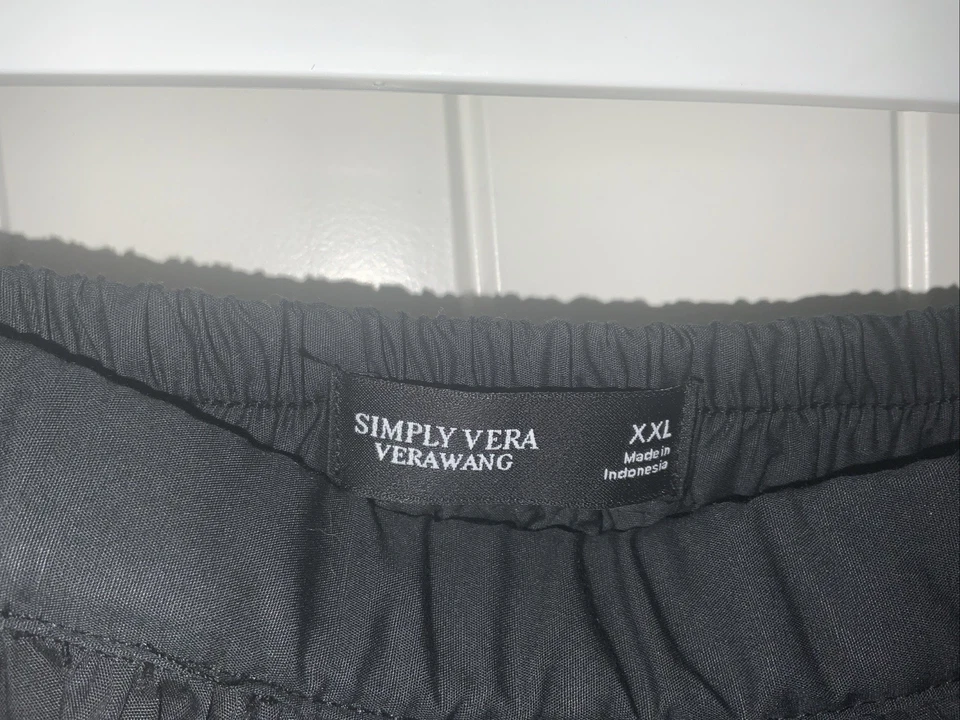 SIMPLY VERA
VERAWANG
XXL
Made in
Indonesia